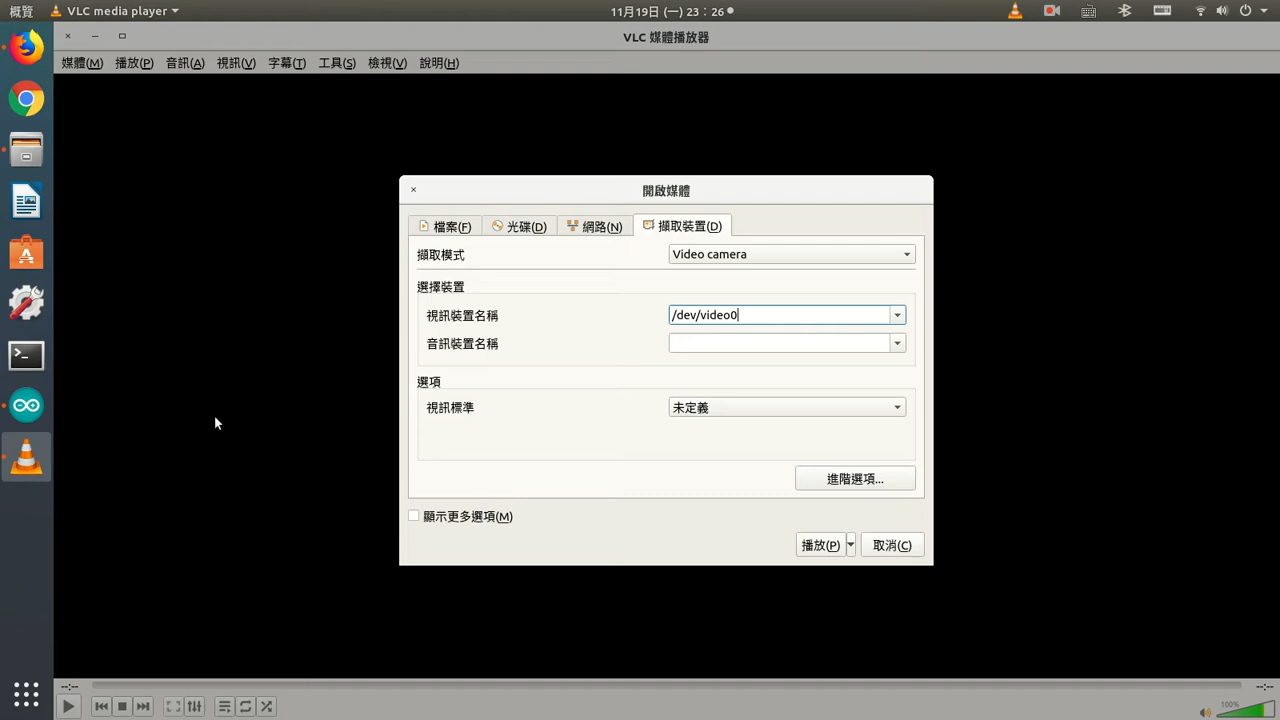 概覽
VLC media player
11月19日 (一) 23：26
VLC 媒體播放器
媒體(M) 播放(P) 音訊(A) 視訊(V) 字幕(T) 工具(S) 檢視(V) 說明(H)
開啟媒體
檔案(F) 光碟(D) 網路(N) 擷取裝置(D)
擷取模式 Video camera
選擇裝置
視訊裝置名稱 /dev/video0
音訊裝置名稱
選項
視訊標準 未定義
進階選項...
顯示更多選項(M)
播放(P) 取消(C)
--:-- --:--
100%